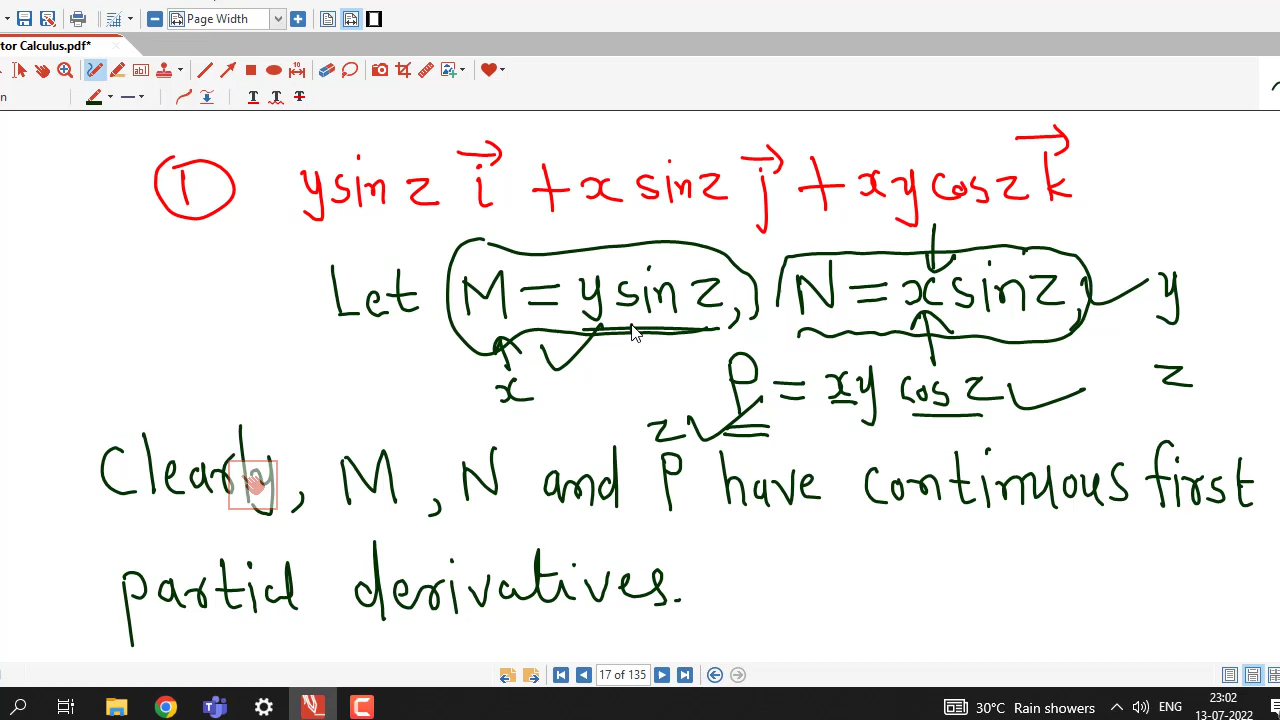 Page Width
tor Calculus.pdf*
① y sin z i⃗ + x sin z j⃗ + xy cos z k⃗
Let M = y sin z, N = x sin z, y
x P = xy cos z z
z
Clearly, M, N and P have continuous first
partial derivatives.
17 of 135
30°C Rain showers ENG 23:02
13-07-2022